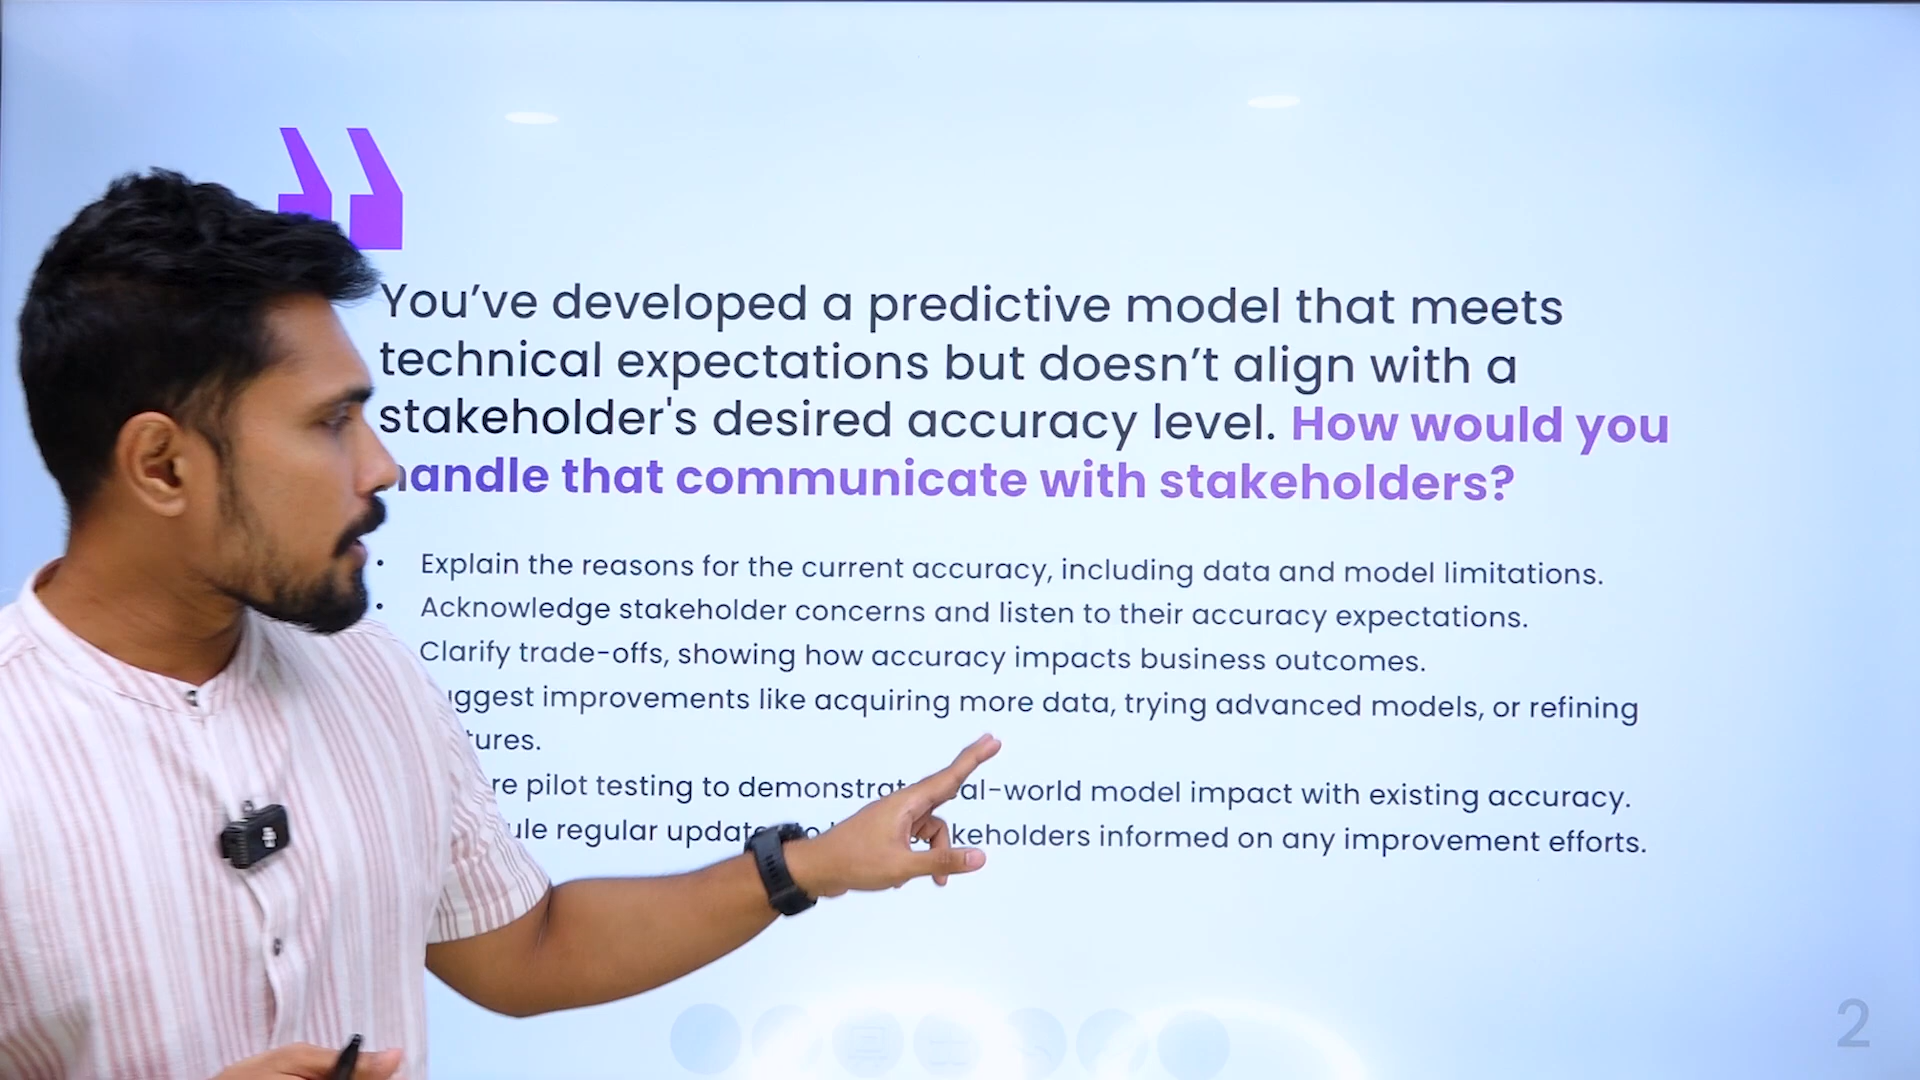 You've developed a predictive model that meets
technical expectations but doesn't align with a
stakeholder's desired accuracy level. How would you
handle that communicate with stakeholders?
• Explain the reasons for the current accuracy, including data and model limitations.
• Acknowledge stakeholder concerns and listen to their accuracy expectations.
Clarify trade-offs, showing how accuracy impacts business outcomes.
uggest improvements like acquiring more data, trying advanced models, or refining
tures.
re pilot testing to demonstrat al-world model impact with existing accuracy.
ule regular updat keholders informed on any improvement efforts.
2